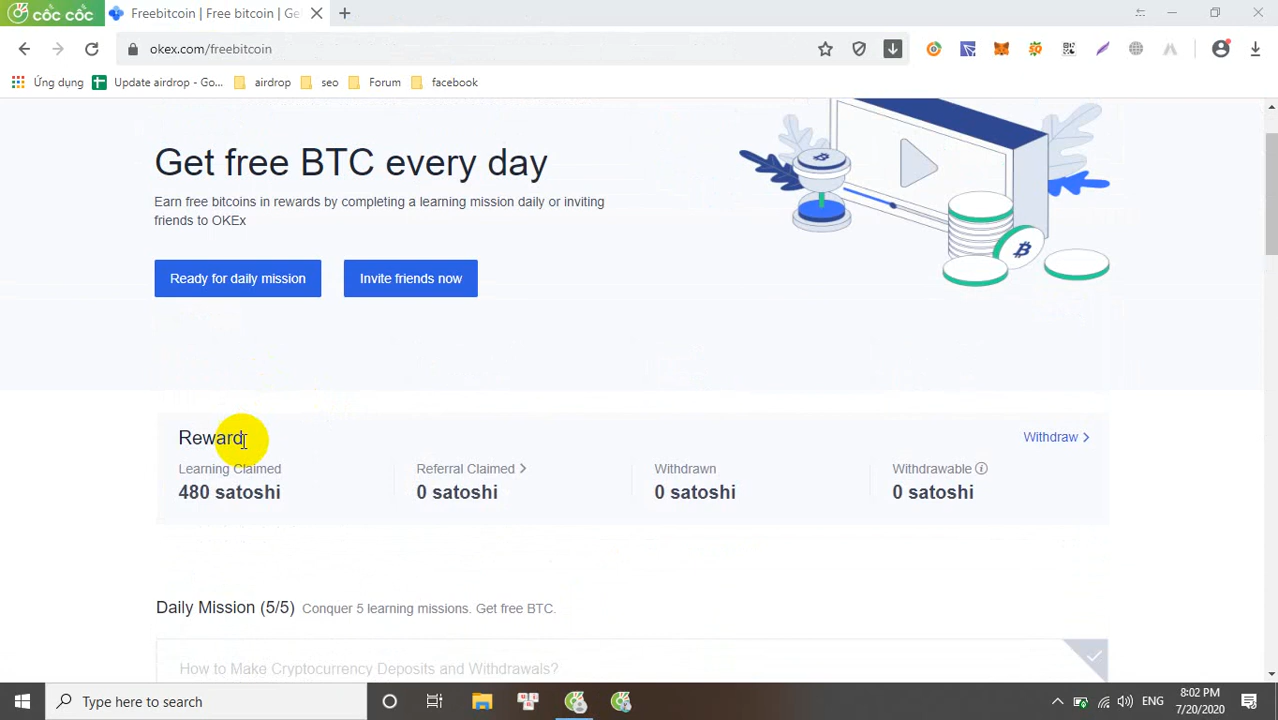 cốc cốc
Freebitcoin | Free bitcoin | Ge
okex.com/freebitcoin
Ứng dụng
Update airdrop - Go...
airdrop
seo
Forum
facebook
Get free BTC every day
Earn free bitcoins in rewards by completing a learning mission daily or inviting
friends to OKEx
Ready for daily mission
Invite friends now
Reward
Withdraw
Learning Claimed
Referral Claimed
Withdrawn
Withdrawable
480 satoshi
0 satoshi
0 satoshi
0 satoshi
Daily Mission (5/5) Conquer 5 learning missions. Get free BTC.
How to Make Cryptocurrency Deposits and Withdrawals?
Type here to search
ENG
8:02 PM
7/20/2020